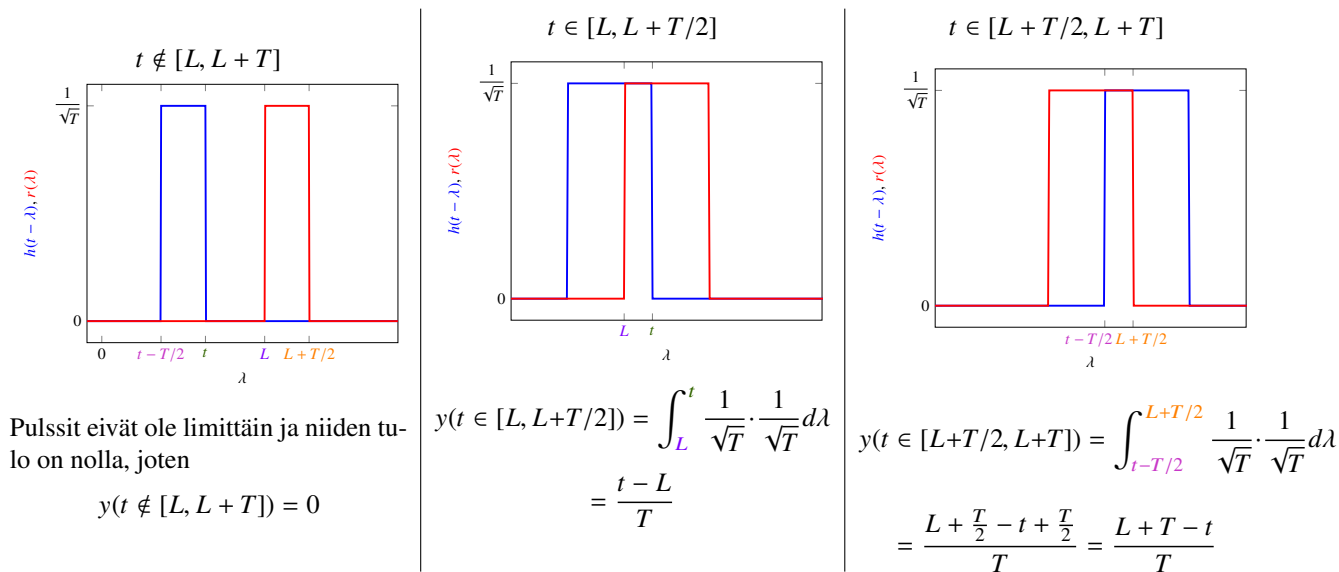 t ∉ [L, L + T]
1/√T
h(t − λ), r(λ)
0
0 t − T/2 t L L + T/2
λ
Pulssit eivät ole limittäin ja niiden tu-
lo on nolla, joten
y(t ∉ [L, L + T]) = 0
t ∈ [L, L + T/2]
1/√T
h(t − λ), r(λ)
0
L t
λ
y(t ∈ [L, L+T/2]) = ∫_L^t 1/√T · 1/√T dλ
= (t − L)/T
t ∈ [L + T/2, L + T]
1/√T
h(t − λ), r(λ)
0
t − T/2 L + T/2
λ
y(t ∈ [L+T/2, L+T]) = ∫_{t−T/2}^{L+T/2} 1/√T · 1/√T dλ
= (L + T/2 − t + T/2)/T = (L + T − t)/T